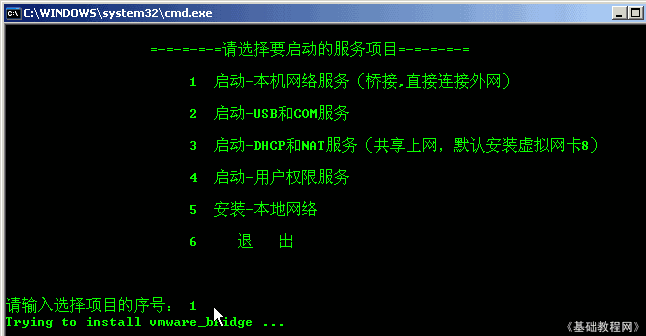 C:\WINDOWS\system32\cmd.exe
=-=-=-=-=请选择要启动的服务项目=-=-=-=-=
1 启动-本机网络服务（桥接,直接连接外网）
2 启动-USB和COM服务
3 启动-DHCP和NAT服务（共享上网，默认安装虚拟网卡8）
4 启动-用户权限服务
5 安装-本地网络
6 退 出
请输入选择项目的序号： 1
Trying to install vmware_bridge ...
《基础教程网》